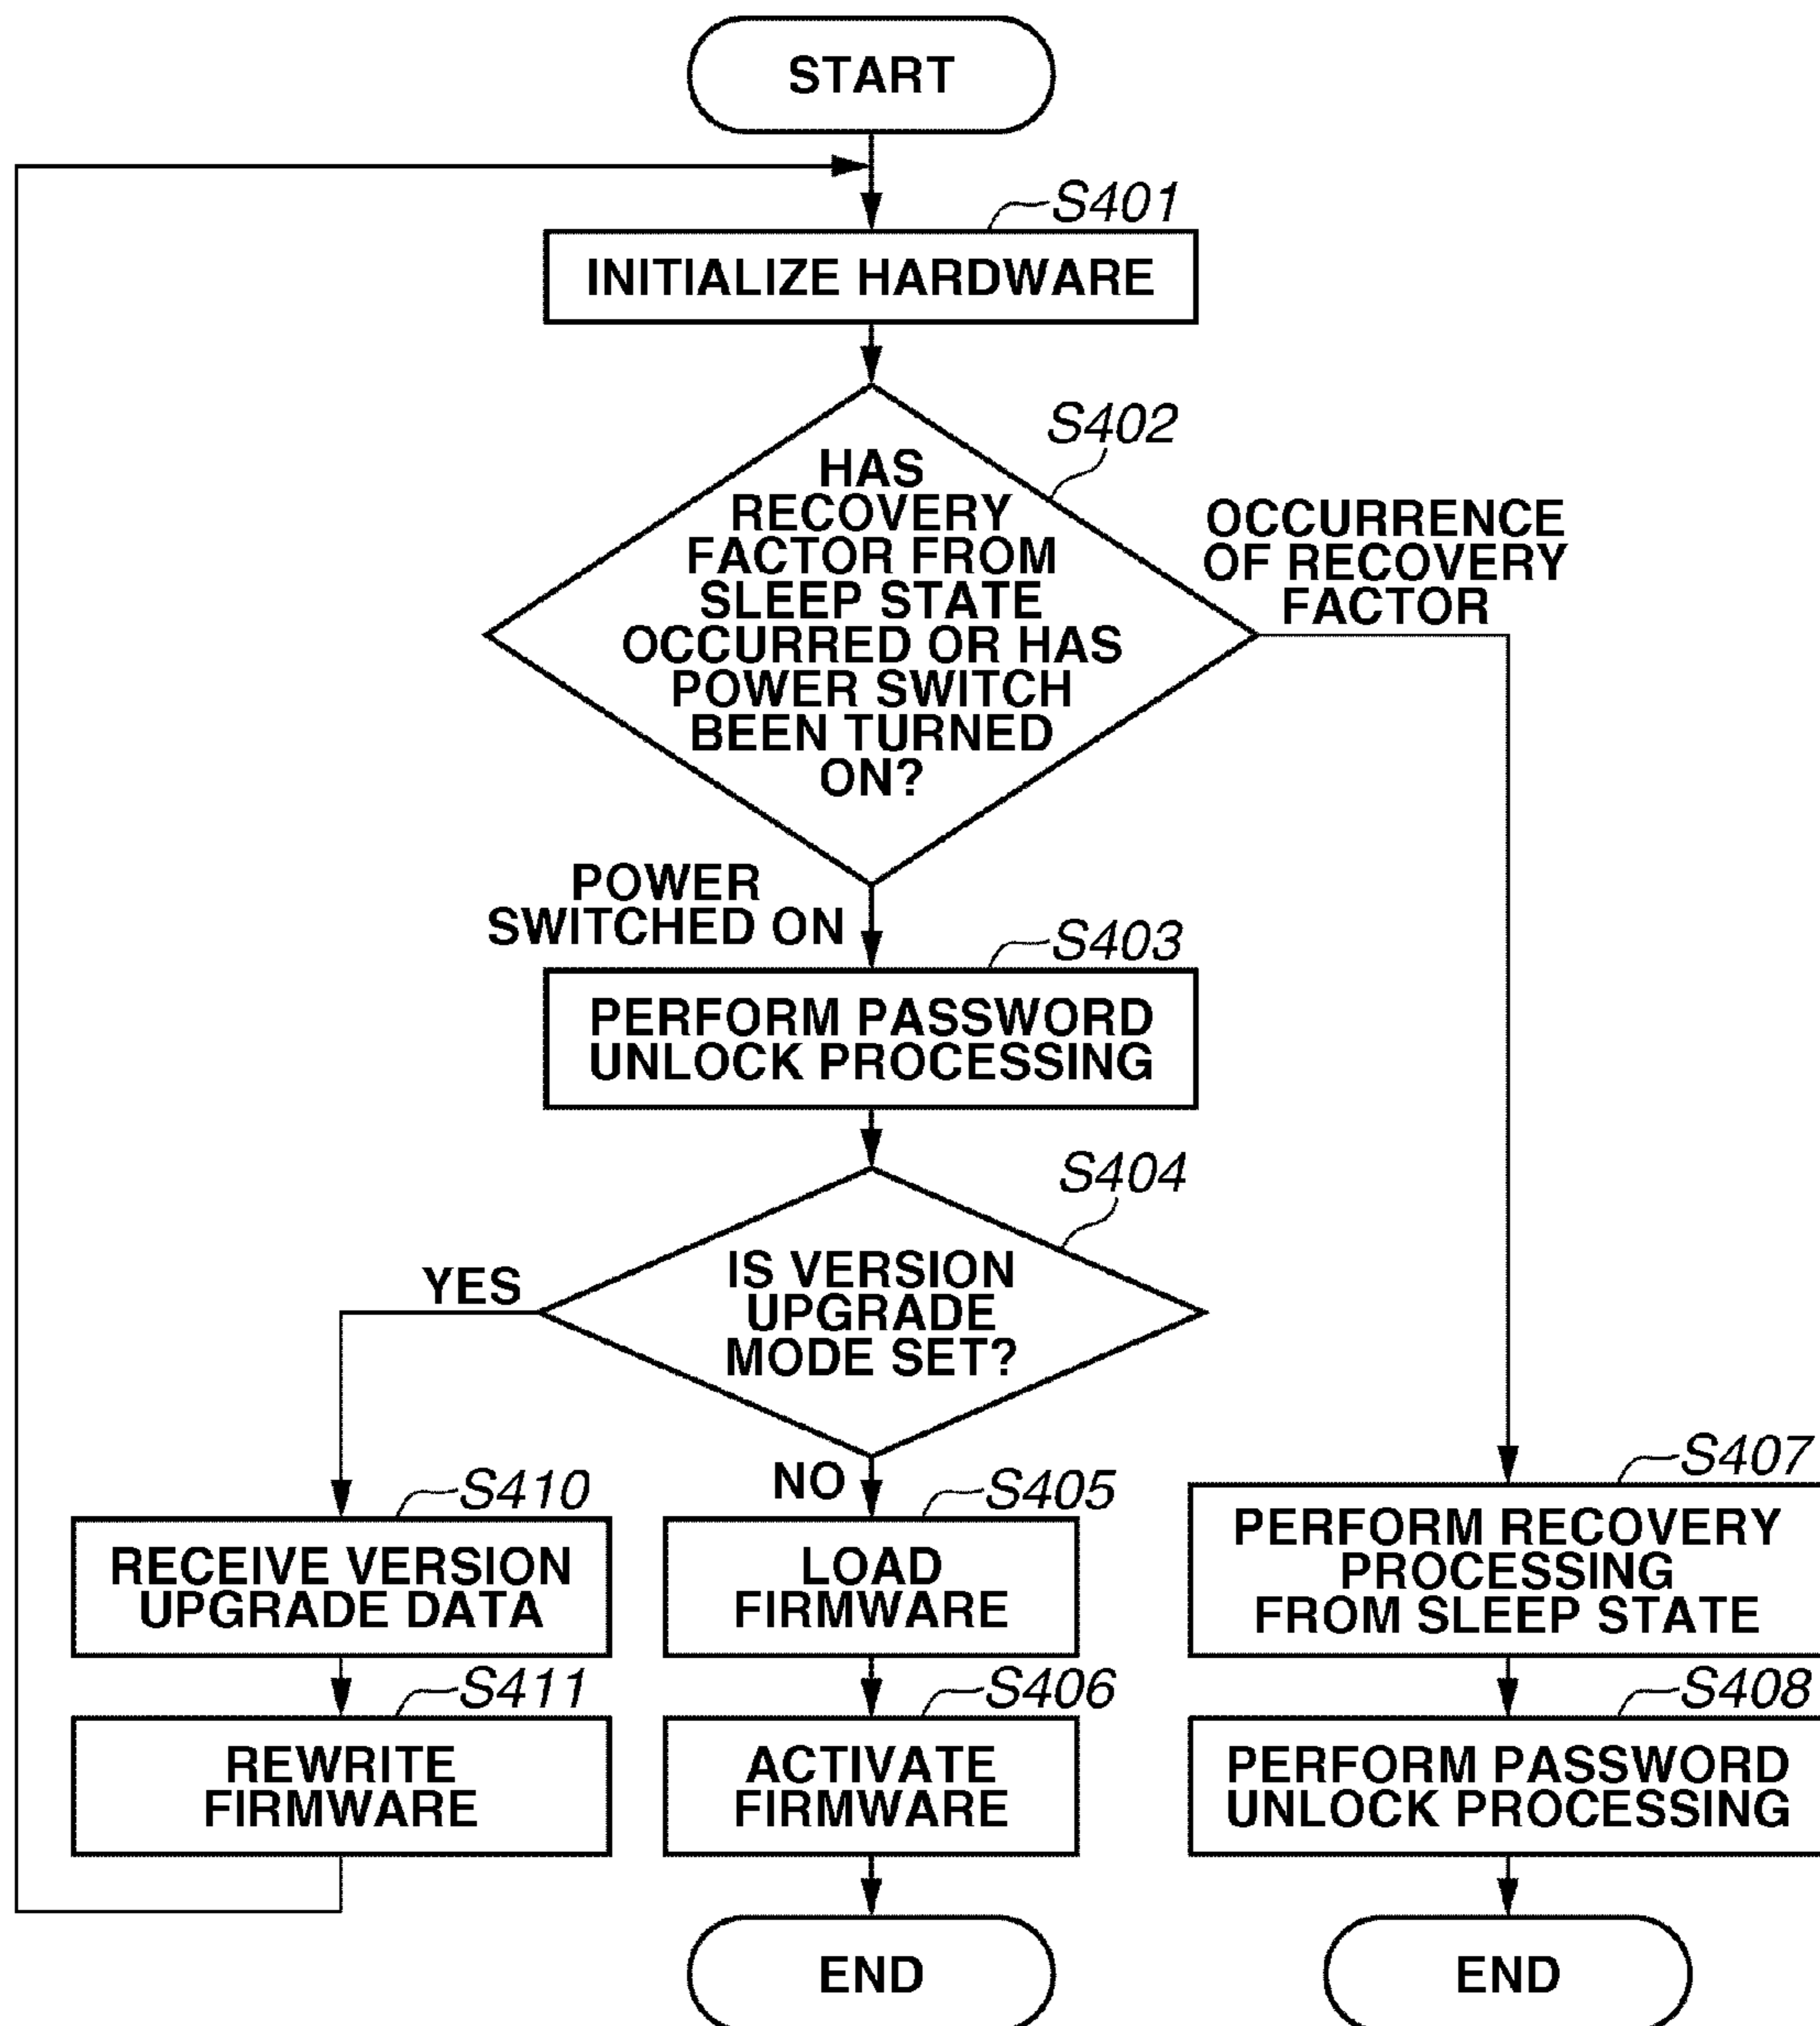 START
S401
INITIALIZE HARDWARE
S402
HAS
RECOVERY
FACTOR FROM
SLEEP STATE
OCCURRED OR HAS
POWER SWITCH
BEEN TURNED
ON?
OCCURRENCE
OF RECOVERY
FACTOR
POWER
SWITCHED ON
S403
PERFORM PASSWORD
UNLOCK PROCESSING
S404
IS VERSION
UPGRADE
MODE SET?
YES
NO
S410
RECEIVE VERSION
UPGRADE DATA
S411
REWRITE
FIRMWARE
S405
LOAD
FIRMWARE
S406
ACTIVATE
FIRMWARE
END
S407
PERFORM RECOVERY
PROCESSING
FROM SLEEP STATE
S408
PERFORM PASSWORD
UNLOCK PROCESSING
END